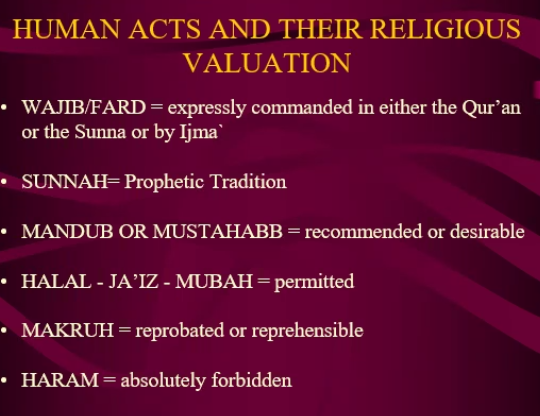 HUMAN ACTS AND THEIR RELIGIOUS
VALUATION
• WAJIB/FARD = expressly commanded in either the Qur’an
or the Sunna or by Ijma`
• SUNNAH= Prophetic Tradition
• MANDUB OR MUSTAHABB = recommended or desirable
• HALAL - JA’IZ - MUBAH = permitted
• MAKRUH = reprobated or reprehensible
• HARAM = absolutely forbidden